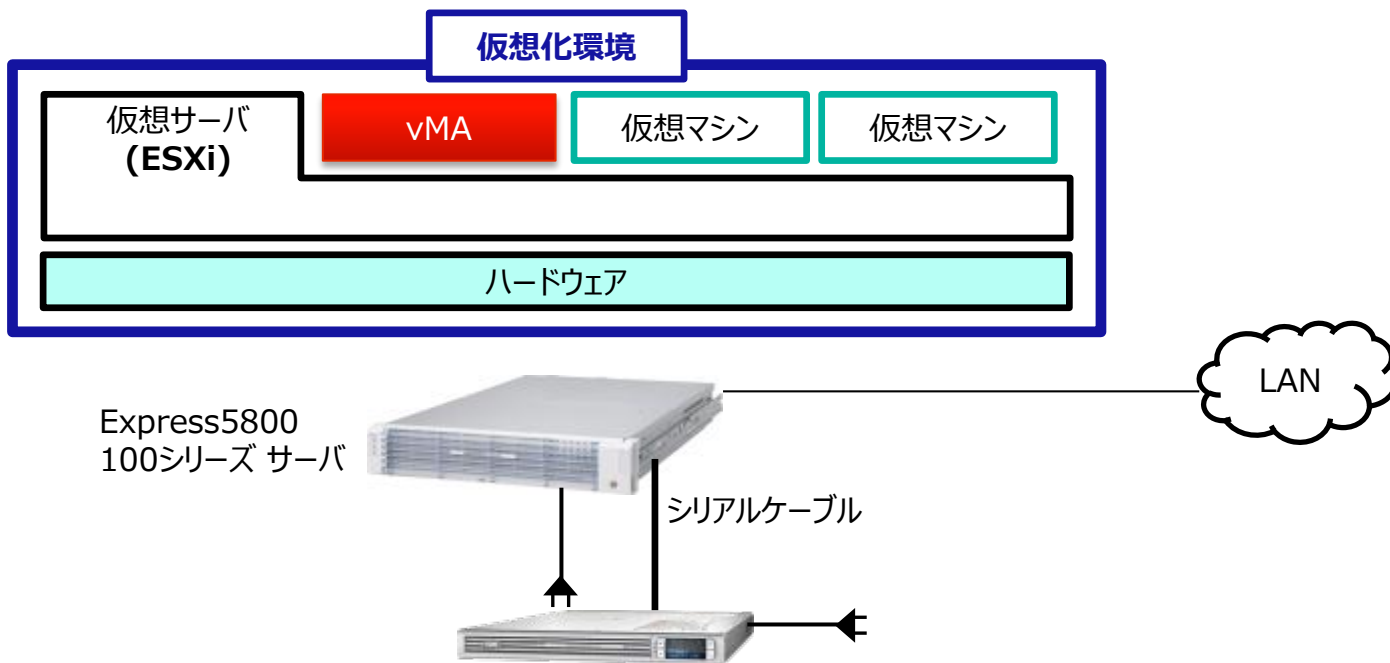 仮想化環境
仮想サーバ
(ESXi)
vMA
仮想マシン
仮想マシン
ハードウェア
LAN
Express5800
100シリーズ サーバ
シリアルケーブル